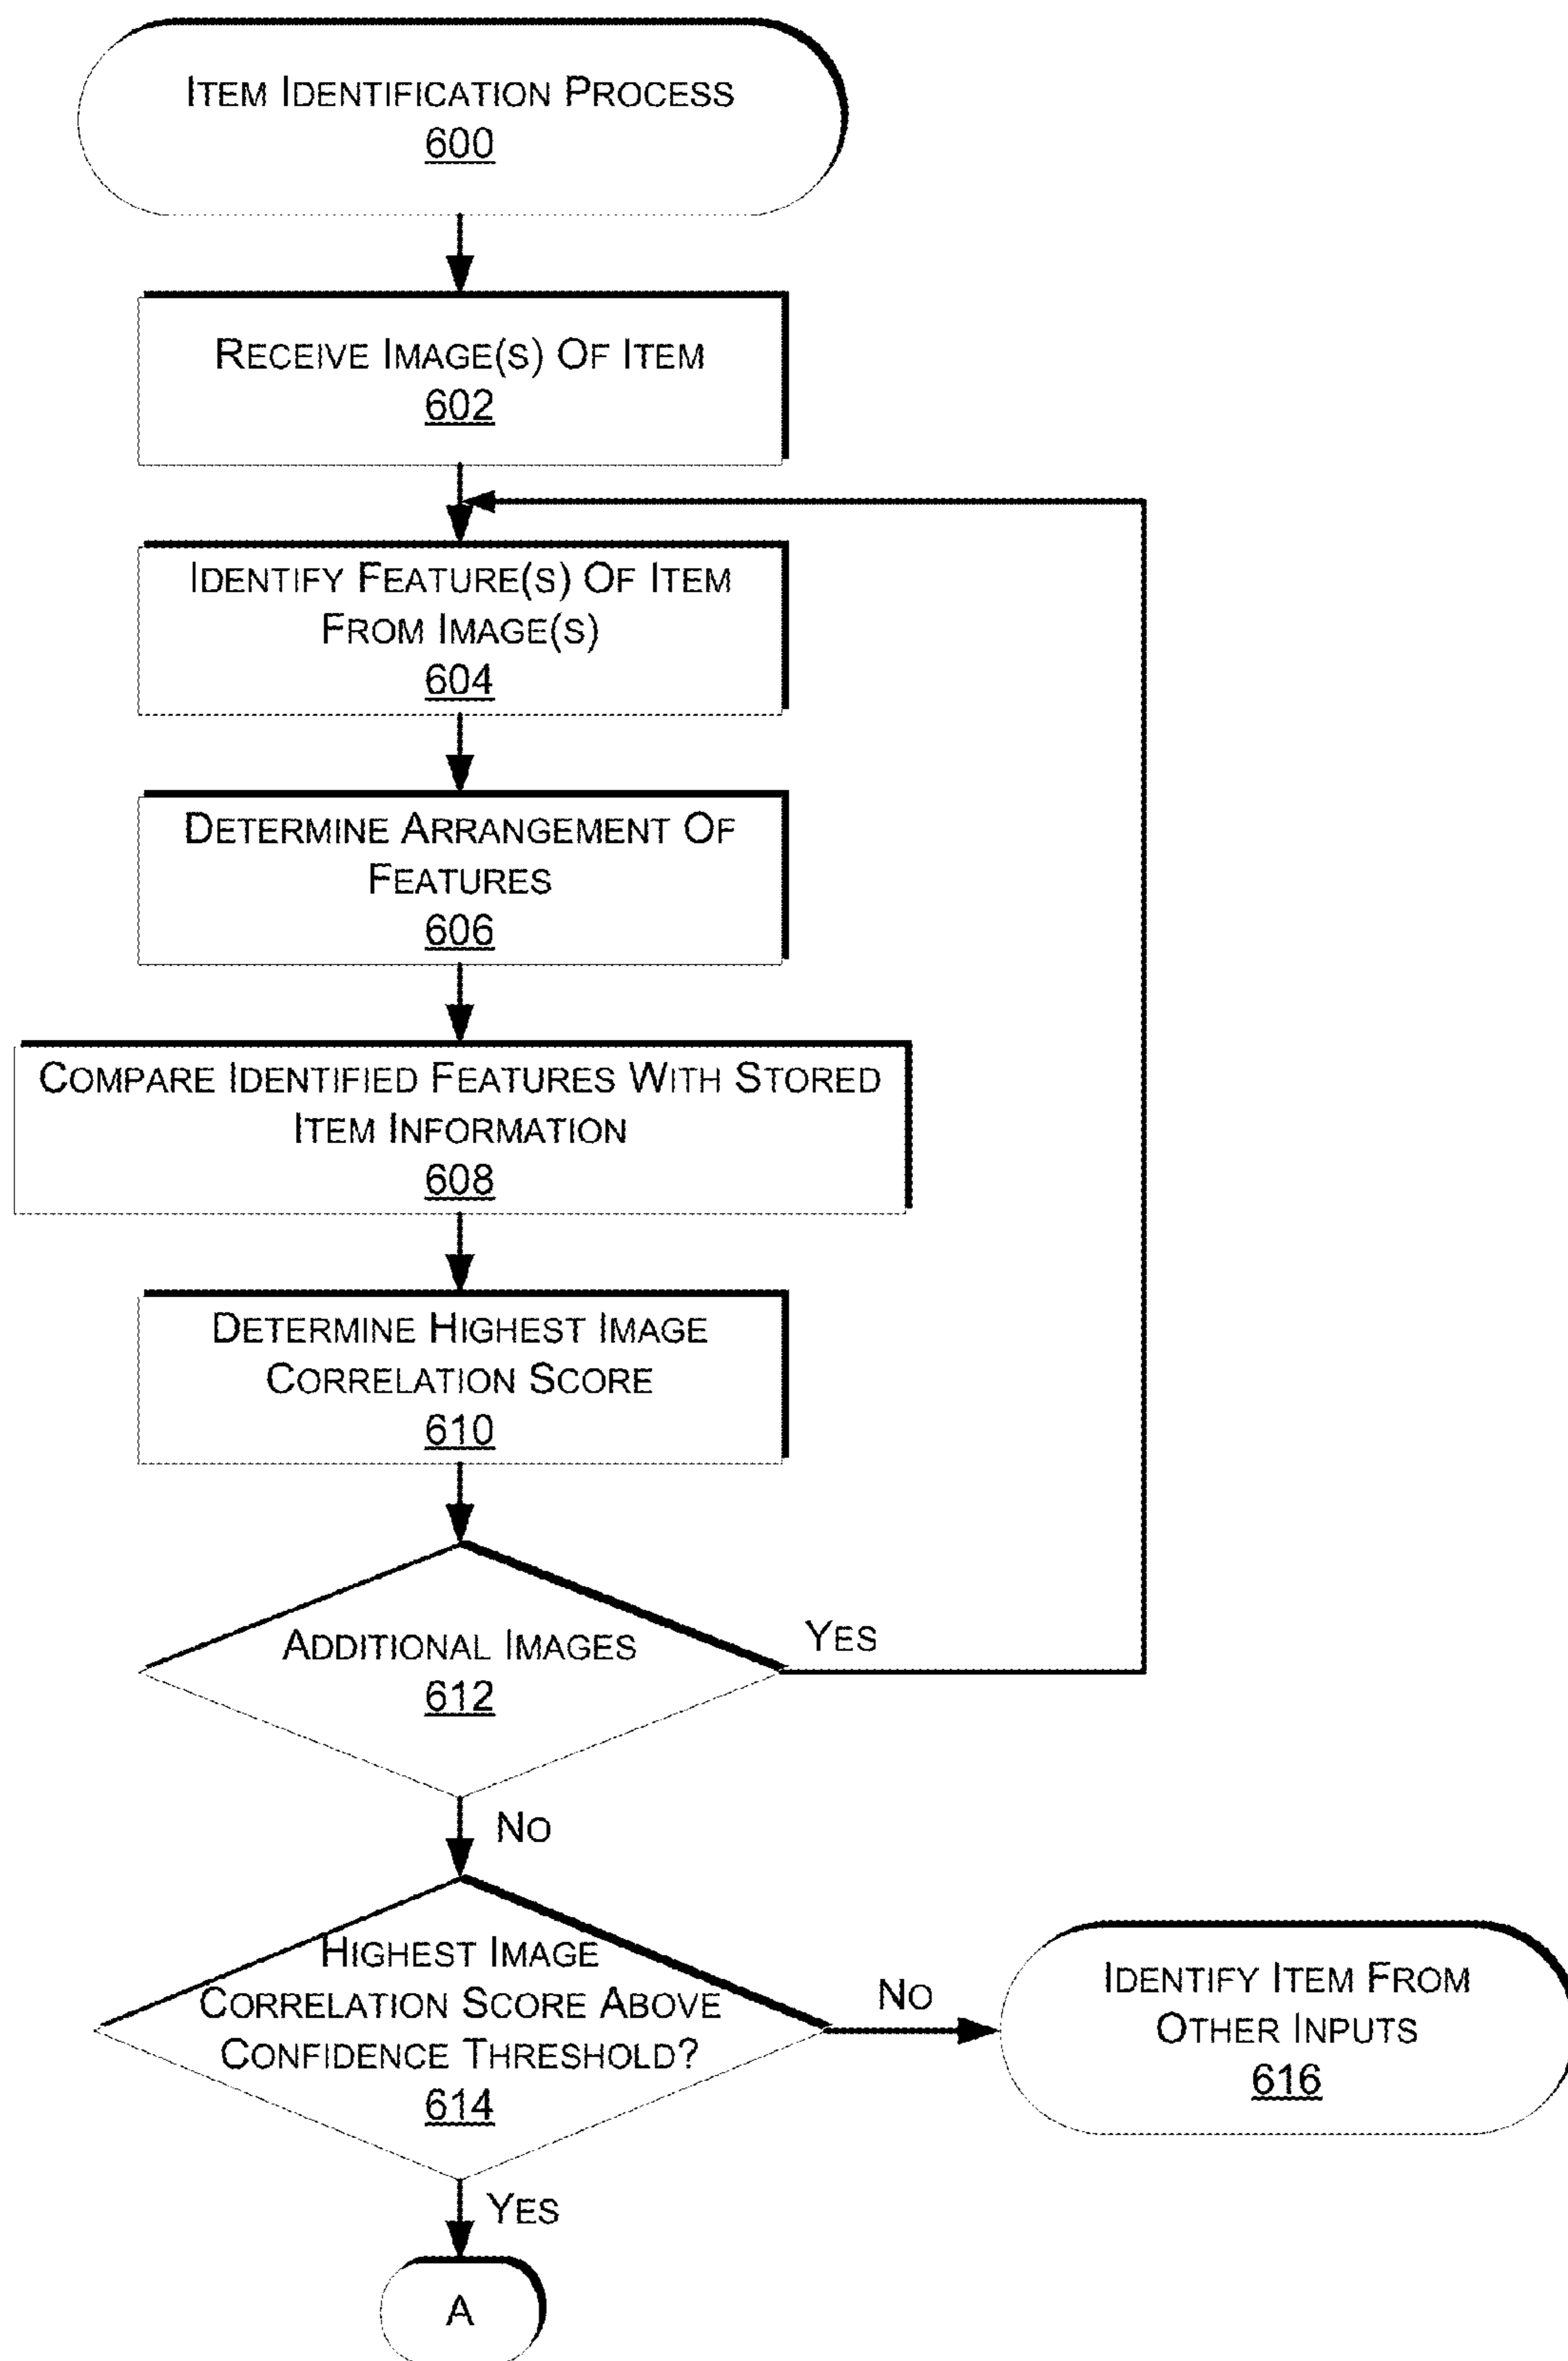 ITEM IDENTIFICATION PROCESS
600
RECEIVE IMAGE(S) OF ITEM
602
IDENTIFY FEATURE(S) OF ITEM
FROM IMAGE(S)
604
DETERMINE ARRANGEMENT OF
FEATURES
606
COMPARE IDENTIFIED FEATURES WITH STORED
ITEM INFORMATION
608
DETERMINE HIGHEST IMAGE
CORRELATION SCORE
610
ADDITIONAL IMAGES
612
YES
NO
HIGHEST IMAGE
CORRELATION SCORE ABOVE
CONFIDENCE THRESHOLD?
614
NO
IDENTIFY ITEM FROM
OTHER INPUTS
616
YES
A